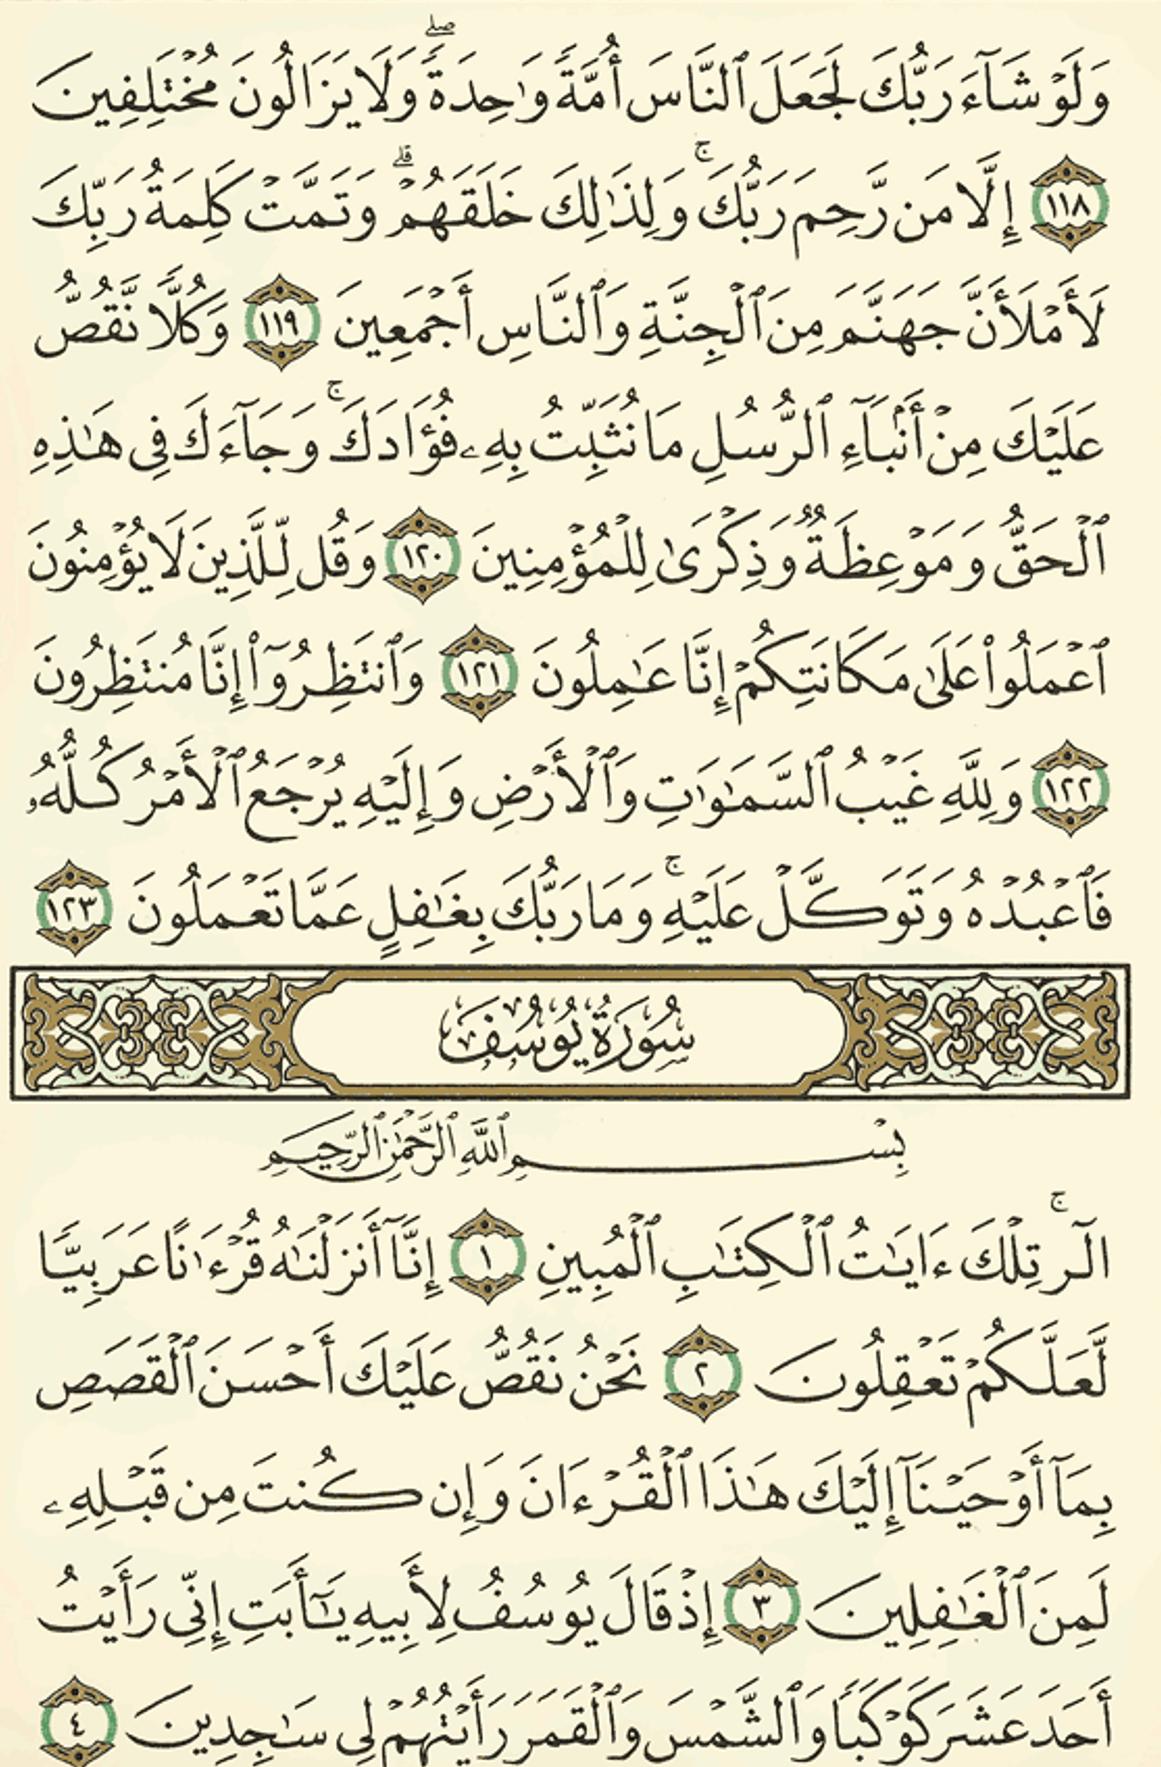 وَلَوْ شَآءَ رَبُّكَ لَجَعَلَ ٱلنَّاسَ أُمَّةً وَٰحِدَةً ۖ وَلَا يَزَالُونَ مُخْتَلِفِينَ
١١٨ إِلَّا مَن رَّحِمَ رَبُّكَ ۚ وَلِذَٰلِكَ خَلَقَهُمْ ۗ وَتَمَّتْ كَلِمَةُ رَبِّكَ
لَأَمْلَأَنَّ جَهَنَّمَ مِنَ ٱلْجِنَّةِ وَٱلنَّاسِ أَجْمَعِينَ ١١٩ وَكُلًّا نَّقُصُّ
عَلَيْكَ مِنْ أَنۢبَآءِ ٱلرُّسُلِ مَا نُثَبِّتُ بِهِۦ فُؤَادَكَ ۚ وَجَآءَكَ فِى هَٰذِهِ
ٱلْحَقُّ وَمَوْعِظَةٌ وَذِكْرَىٰ لِلْمُؤْمِنِينَ ١٢٠ وَقُل لِّلَّذِينَ لَا يُؤْمِنُونَ
ٱعْمَلُوا۟ عَلَىٰ مَكَانَتِكُمْ إِنَّا عَٰمِلُونَ ١٢١ وَٱنتَظِرُوٓا۟ إِنَّا مُنتَظِرُونَ
١٢٢ وَلِلَّهِ غَيْبُ ٱلسَّمَٰوَٰتِ وَٱلْأَرْضِ وَإِلَيْهِ يُرْجَعُ ٱلْأَمْرُ كُلُّهُۥ
فَٱعْبُدْهُ وَتَوَكَّلْ عَلَيْهِ ۚ وَمَا رَبُّكَ بِغَٰفِلٍ عَمَّا تَعْمَلُونَ ١٢٣
سُورَةُ يُوسُفَ
بِسْمِ ٱللَّهِ ٱلرَّحْمَٰنِ ٱلرَّحِيمِ
الٓر ۚ تِلْكَ ءَايَٰتُ ٱلْكِتَٰبِ ٱلْمُبِينِ ١ إِنَّآ أَنزَلْنَٰهُ قُرْءَٰنًا عَرَبِيًّا
لَّعَلَّكُمْ تَعْقِلُونَ ٢ نَحْنُ نَقُصُّ عَلَيْكَ أَحْسَنَ ٱلْقَصَصِ
بِمَآ أَوْحَيْنَآ إِلَيْكَ هَٰذَا ٱلْقُرْءَانَ وَإِن كُنتَ مِن قَبْلِهِۦ
لَمِنَ ٱلْغَٰفِلِينَ ٣ إِذْ قَالَ يُوسُفُ لِأَبِيهِ يَٰٓأَبَتِ إِنِّى رَأَيْتُ
أَحَدَ عَشَرَ كَوْكَبًا وَٱلشَّمْسَ وَٱلْقَمَرَ رَأَيْتُهُمْ لِى سَٰجِدِينَ ٤